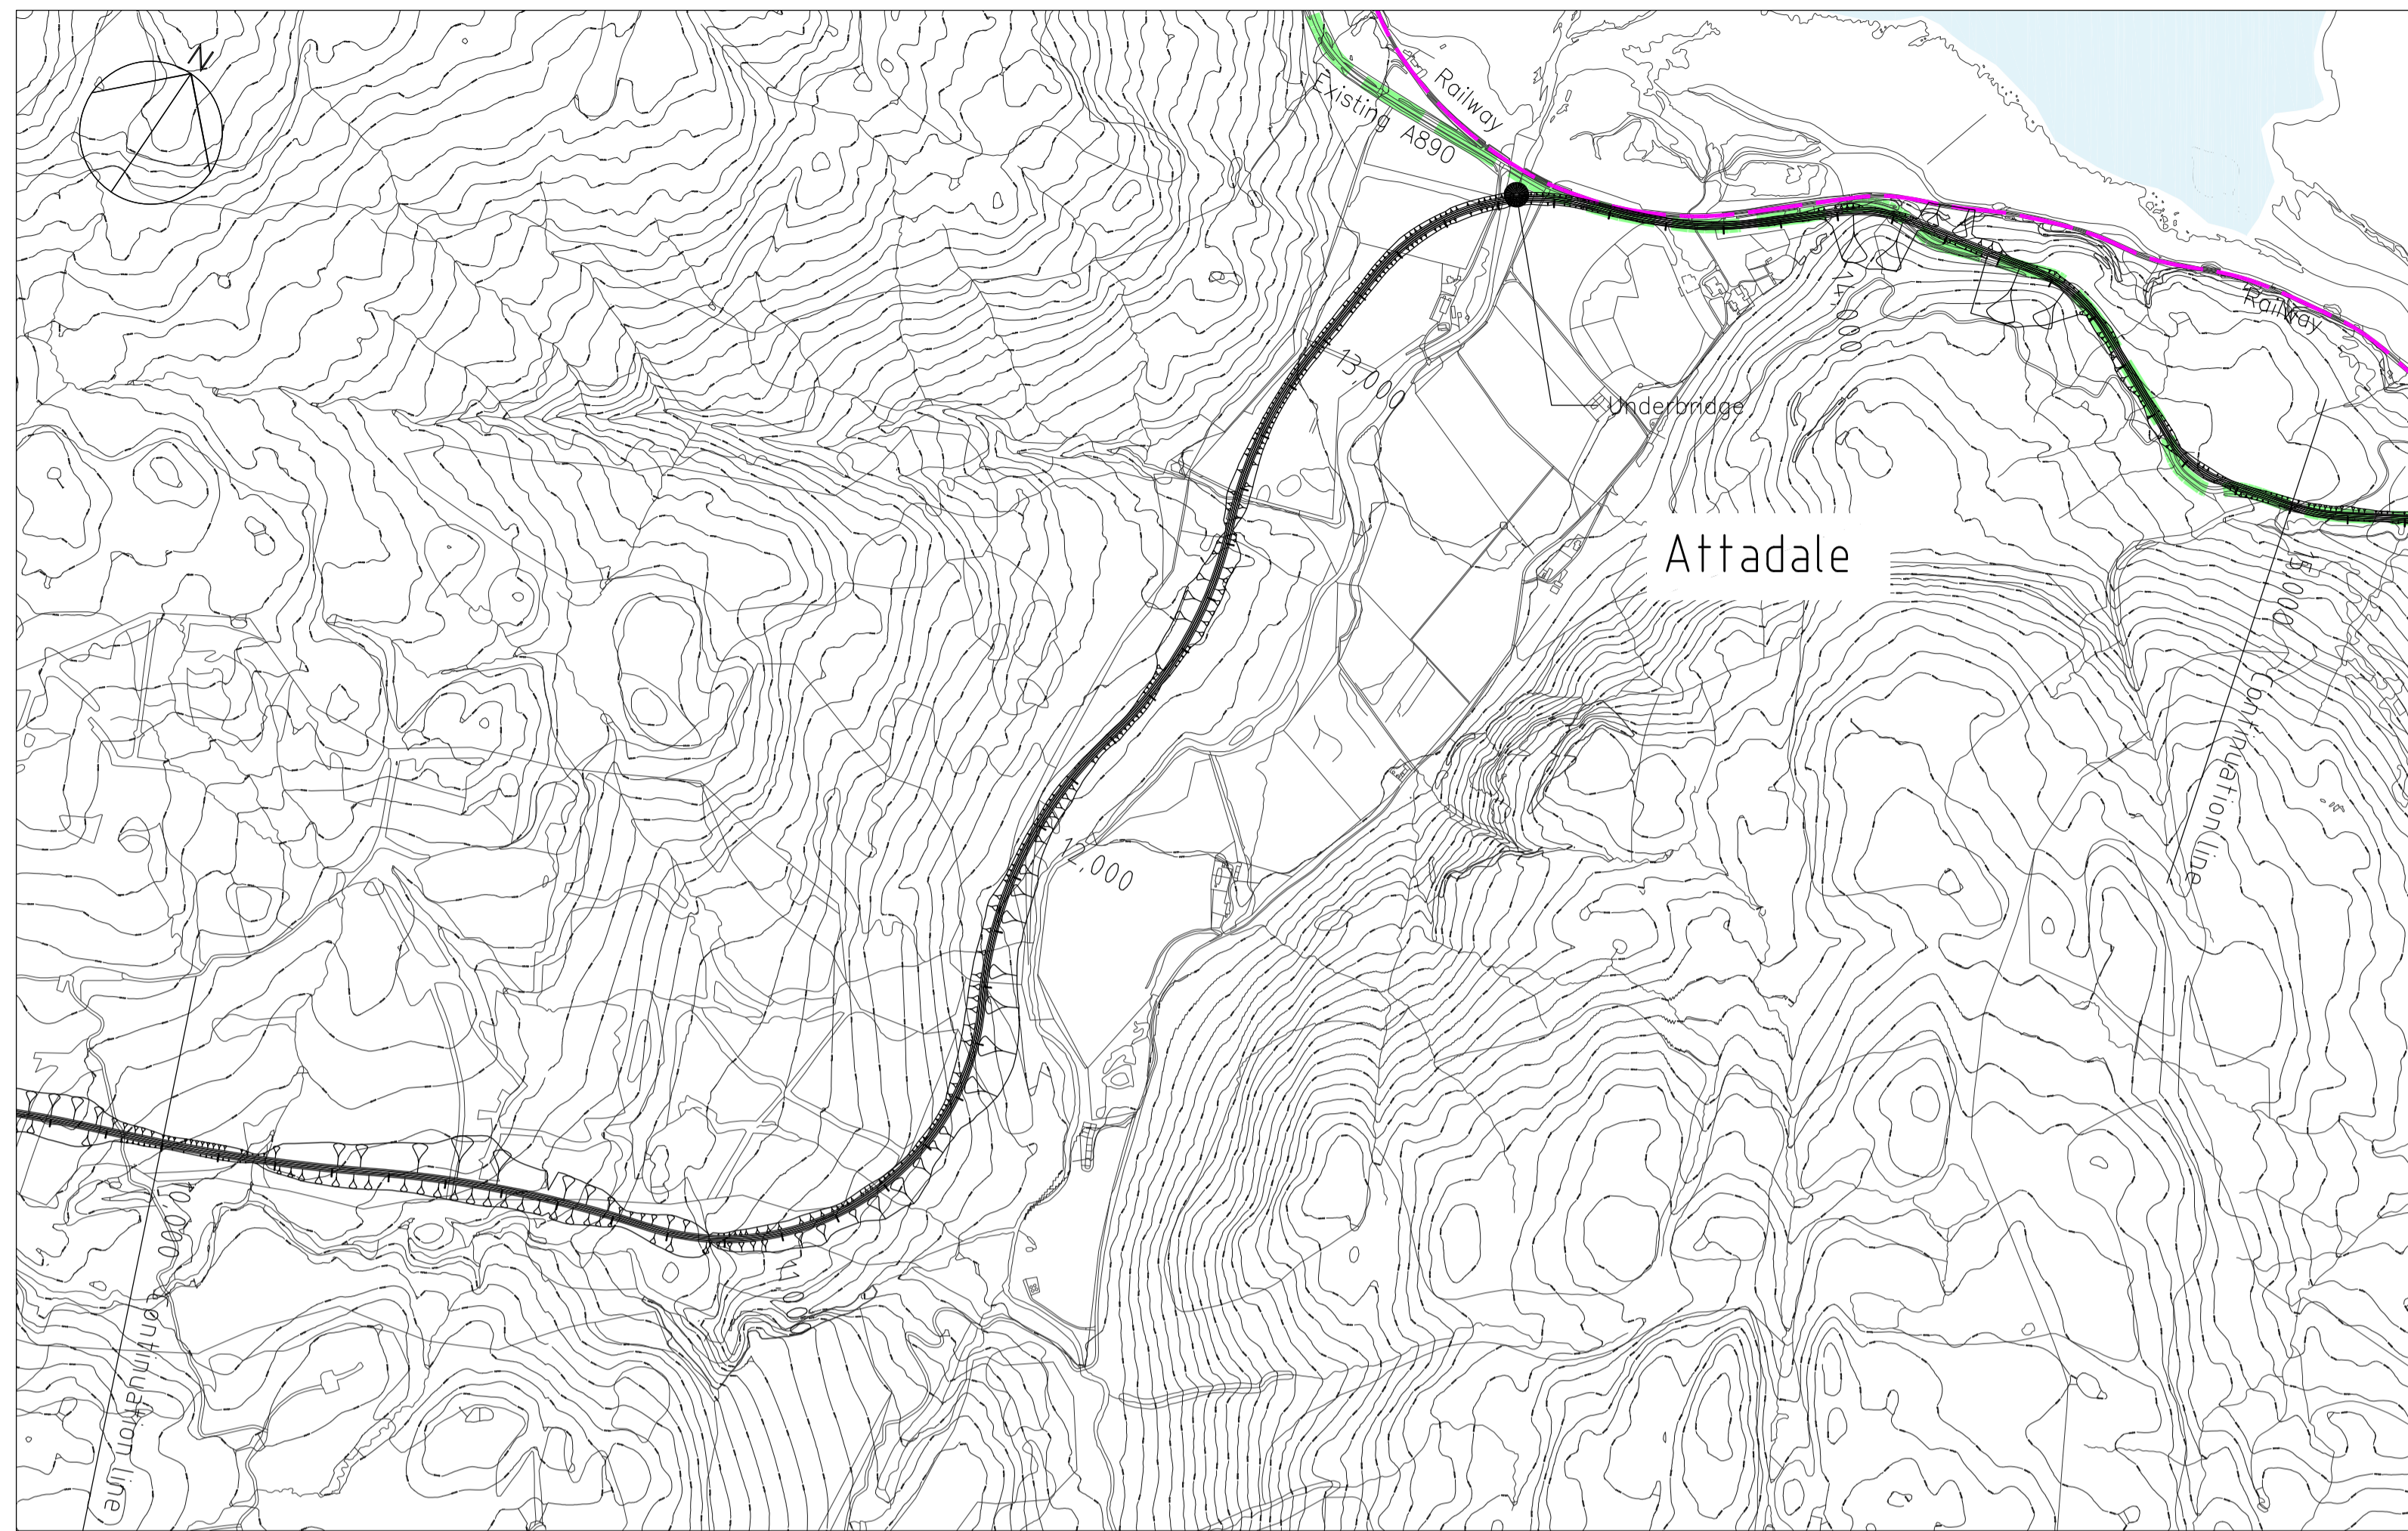 N
Railway
Existing A890
Railway
14,000
13,000
Underbridge
Attadale
15,000
Continuation line
12,000
10,000
Continuation line